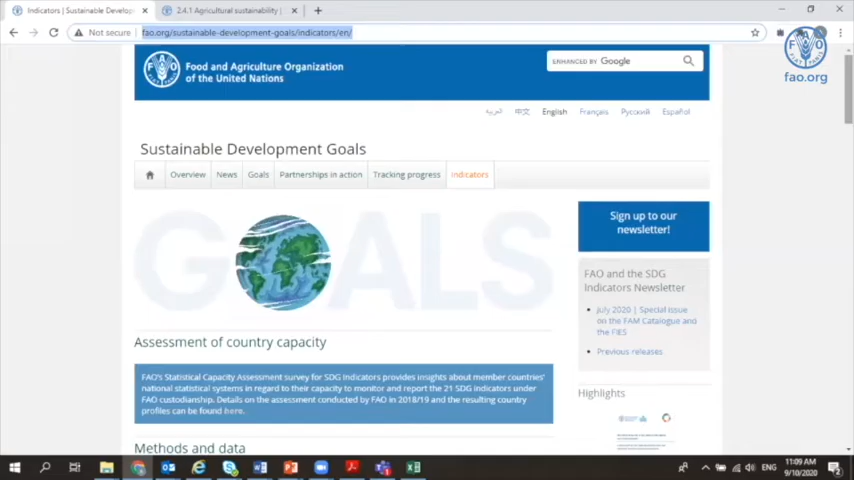 Indicators | Sustainable Develop
2.4.1 Agricultural sustainability |
Not secure
fao.org/sustainable-development-goals/indicators/en/
Food and Agriculture Organization
of the United Nations
ENHANCED BY Google
fao.org
العربية
中文
English
Français
Русский
Español
Sustainable Development Goals
Overview
News
Goals
Partnerships in action
Tracking progress
Indicators
GOALS
Sign up to our
newsletter!
FAO and the SDG
Indicators Newsletter
July 2020 | Special issue
on the FAM Catalogue and
the FIES
Previous releases
Highlights
Assessment of country capacity
FAO's Statistical Capacity Assessment survey for SDG Indicators provides insights about member countries'
national statistical systems in regard to their capacity to monitor and report the 21 SDG indicators under
FAO custodianship. Details on the assessment conducted by FAO in 2018/19 and the resulting country
profiles can be found here.
Methods and data
ENG
11:09 AM
9/10/2020